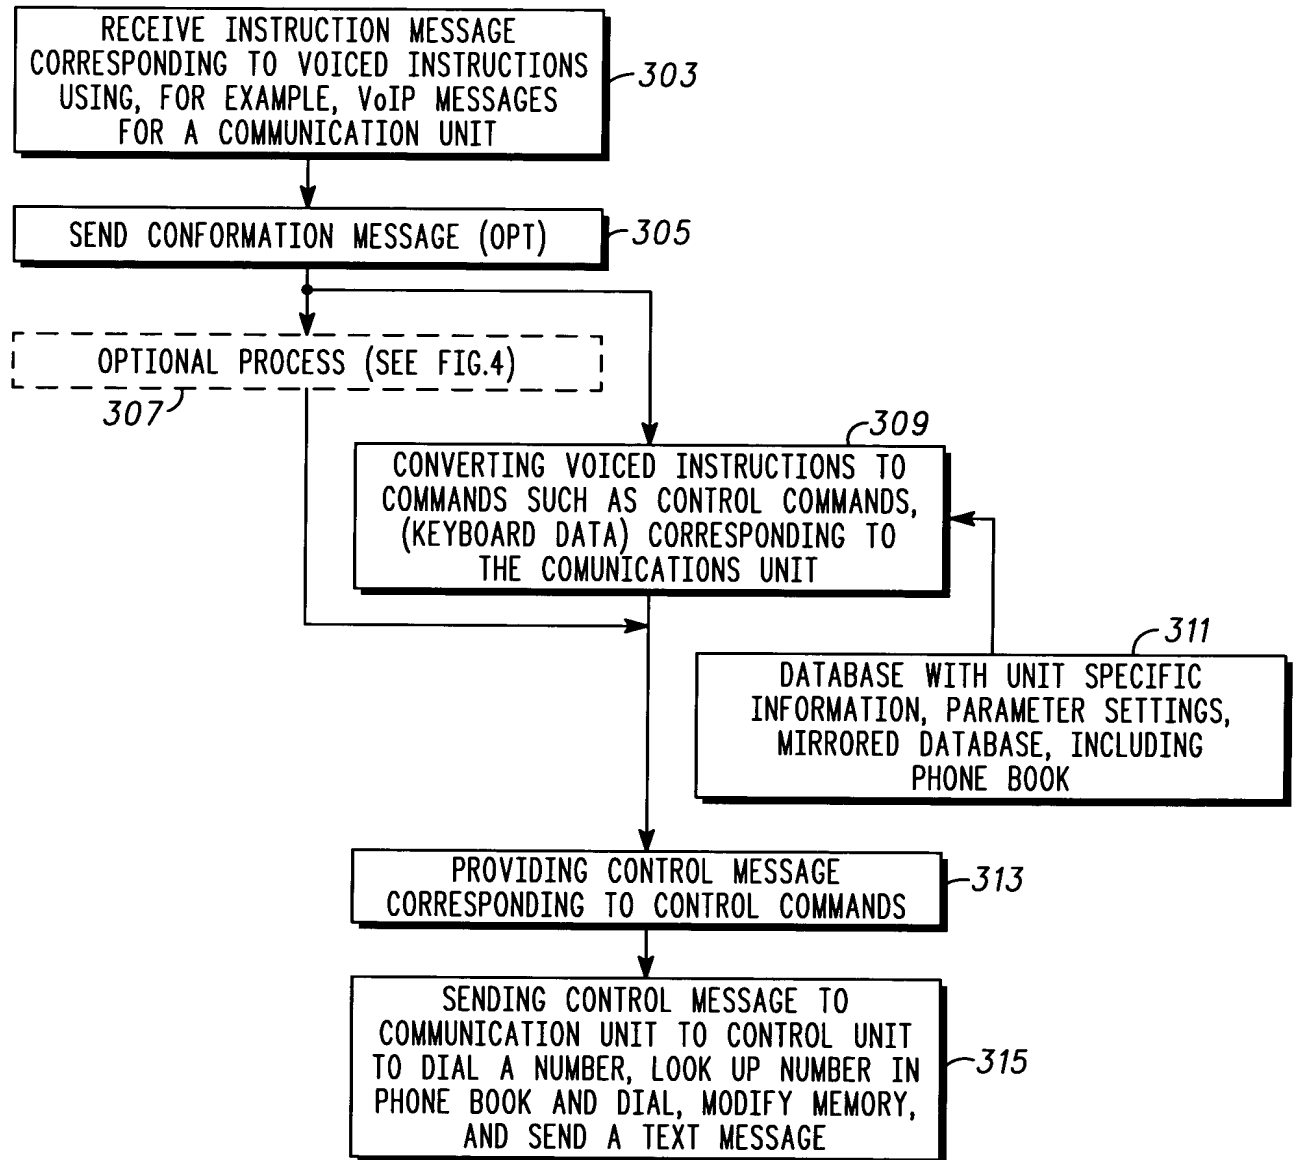 RECEIVE INSTRUCTION MESSAGE
CORRESPONDING TO VOICED INSTRUCTIONS
USING, FOR EXAMPLE, VoIP MESSAGES
FOR A COMMUNICATION UNIT
303
SEND CONFORMATION MESSAGE (OPT)
305
OPTIONAL PROCESS (SEE FIG.4)
307
309
CONVERTING VOICED INSTRUCTIONS TO
COMMANDS SUCH AS CONTROL COMMANDS,
(KEYBOARD DATA) CORRESPONDING TO
THE COMUNICATIONS UNIT
311
DATABASE WITH UNIT SPECIFIC
INFORMATION, PARAMETER SETTINGS,
MIRRORED DATABASE, INCLUDING
PHONE BOOK
PROVIDING CONTROL MESSAGE
CORRESPONDING TO CONTROL COMMANDS
313
SENDING CONTROL MESSAGE TO
COMMUNICATION UNIT TO CONTROL UNIT
TO DIAL A NUMBER, LOOK UP NUMBER IN
PHONE BOOK AND DIAL, MODIFY MEMORY,
AND SEND A TEXT MESSAGE
315